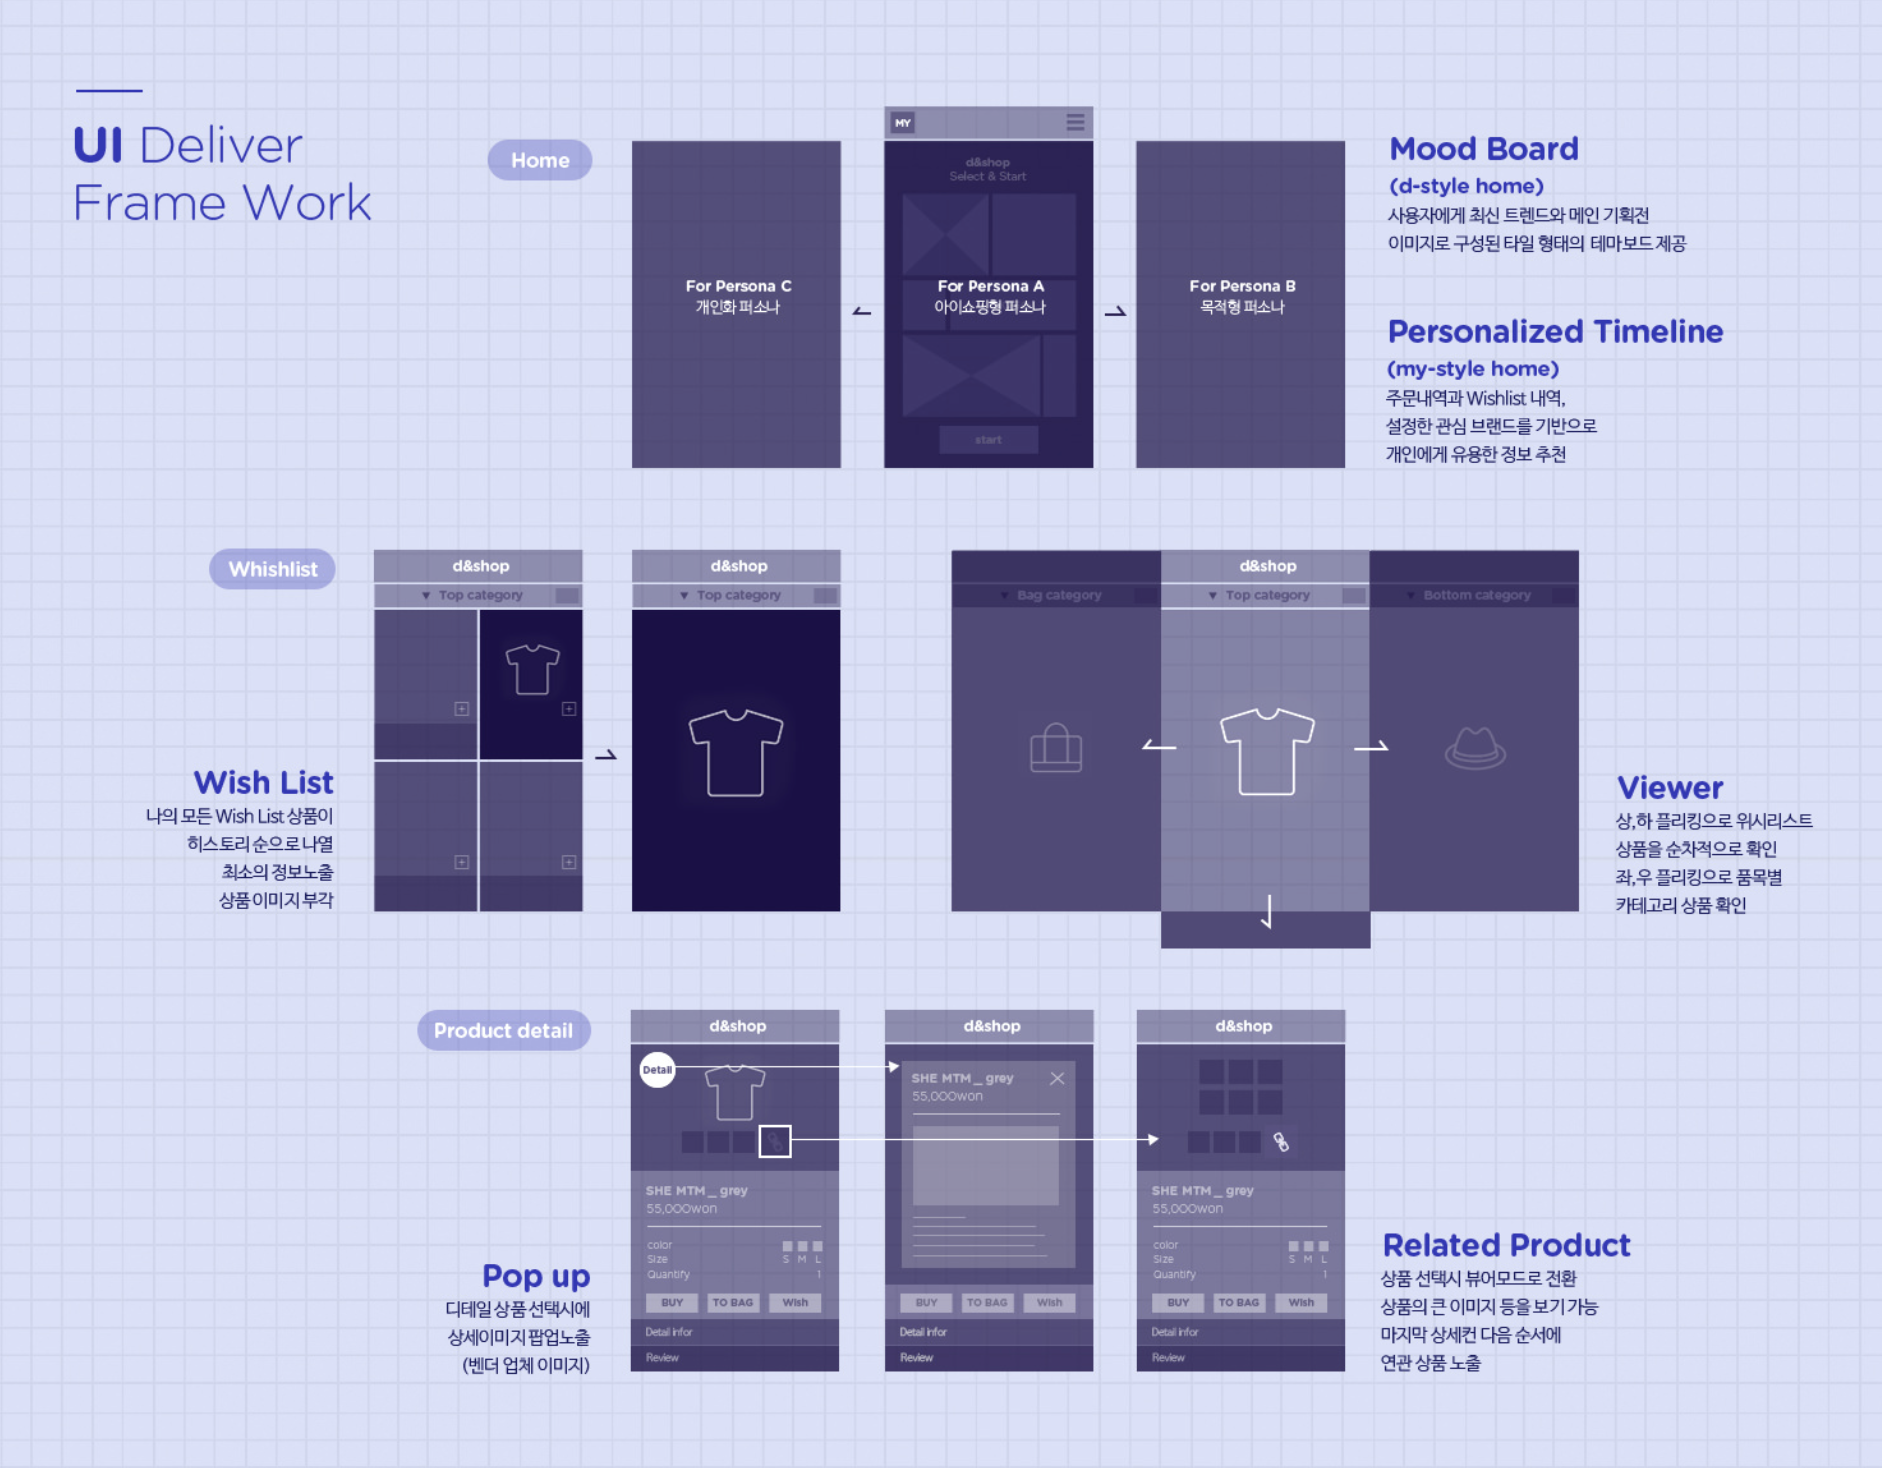 UI Deliver
Frame Work
Home
MY
d&shop
Select & Start
For Persona C
개인화 퍼소나
For Persona A
아이쇼핑형 퍼소나
start
For Persona B
목적형 퍼소나
Mood Board
(d-style home)
사용자에게 최신 트렌드와 메인 기획전
이미지로 구성된 타일 형태의 테마보드 제공
Personalized Timeline
(my-style home)
주문내역과 Wishlist 내역,
설정한 관심 브랜드를 기반으로
개인에게 유용한 정보 추천
Whishlist
d&shop
▼ Top category
d&shop
▼ Top category
d&shop
▼ Bag category
▼ Top category
▼ Bottom category
Wish List
나의 모든 Wish List 상품이
히스토리 순으로 나열
최소의 정보노출
상품 이미지 부각
Viewer
상,하 플리킹으로 위시리스트
상품을 순차적으로 확인
좌,우 플리킹으로 품목별
카테고리 상품 확인
Product detail
d&shop
Detail
SHE MTM _ grey
55,000won
color
Size
S M L
Quantify
1
BUY
TO BAG
Wish
Detail infor
Review
d&shop
SHE MTM _ grey
55,000won
BUY
TO BAG
Wish
Detail infor
Review
d&shop
SHE MTM _ grey
55,000won
color
Size
S M L
Quantify
1
BUY
TO BAG
Wish
Detail infor
Review
Pop up
디테일 상품 선택시에
상세이미지 팝업노출
(벤더 업체 이미지)
Related Product
상품 선택시 뷰어모드로 전환
상품의 큰 이미지 등을 보기 가능
마지막 상세컨 다음 순서에
연관 상품 노출